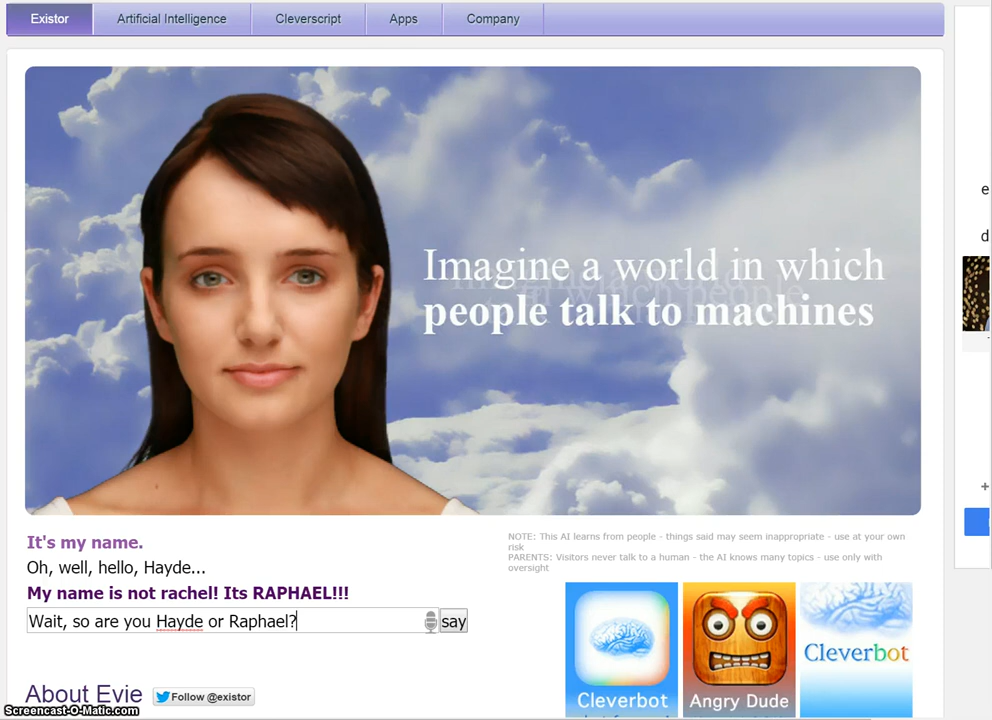 Existor
Artificial Intelligence
Cleverscript
Apps
Company
Imagine a world in which
people talk to machines
e
d
It's my name.
Oh, well, hello, Hayde...
My name is not rachel! Its RAPHAEL!!!
Wait, so are you Hayde or Raphael?
say
NOTE: This AI learns from people - things said may seem inappropriate - use at your own
risk
PARENTS: Visitors never talk to a human - the AI knows many topics - use only with
oversight
Cleverbot
Angry Dude
Cleverbot
About Evie
Follow @existor
Screencast-O-Matic.com